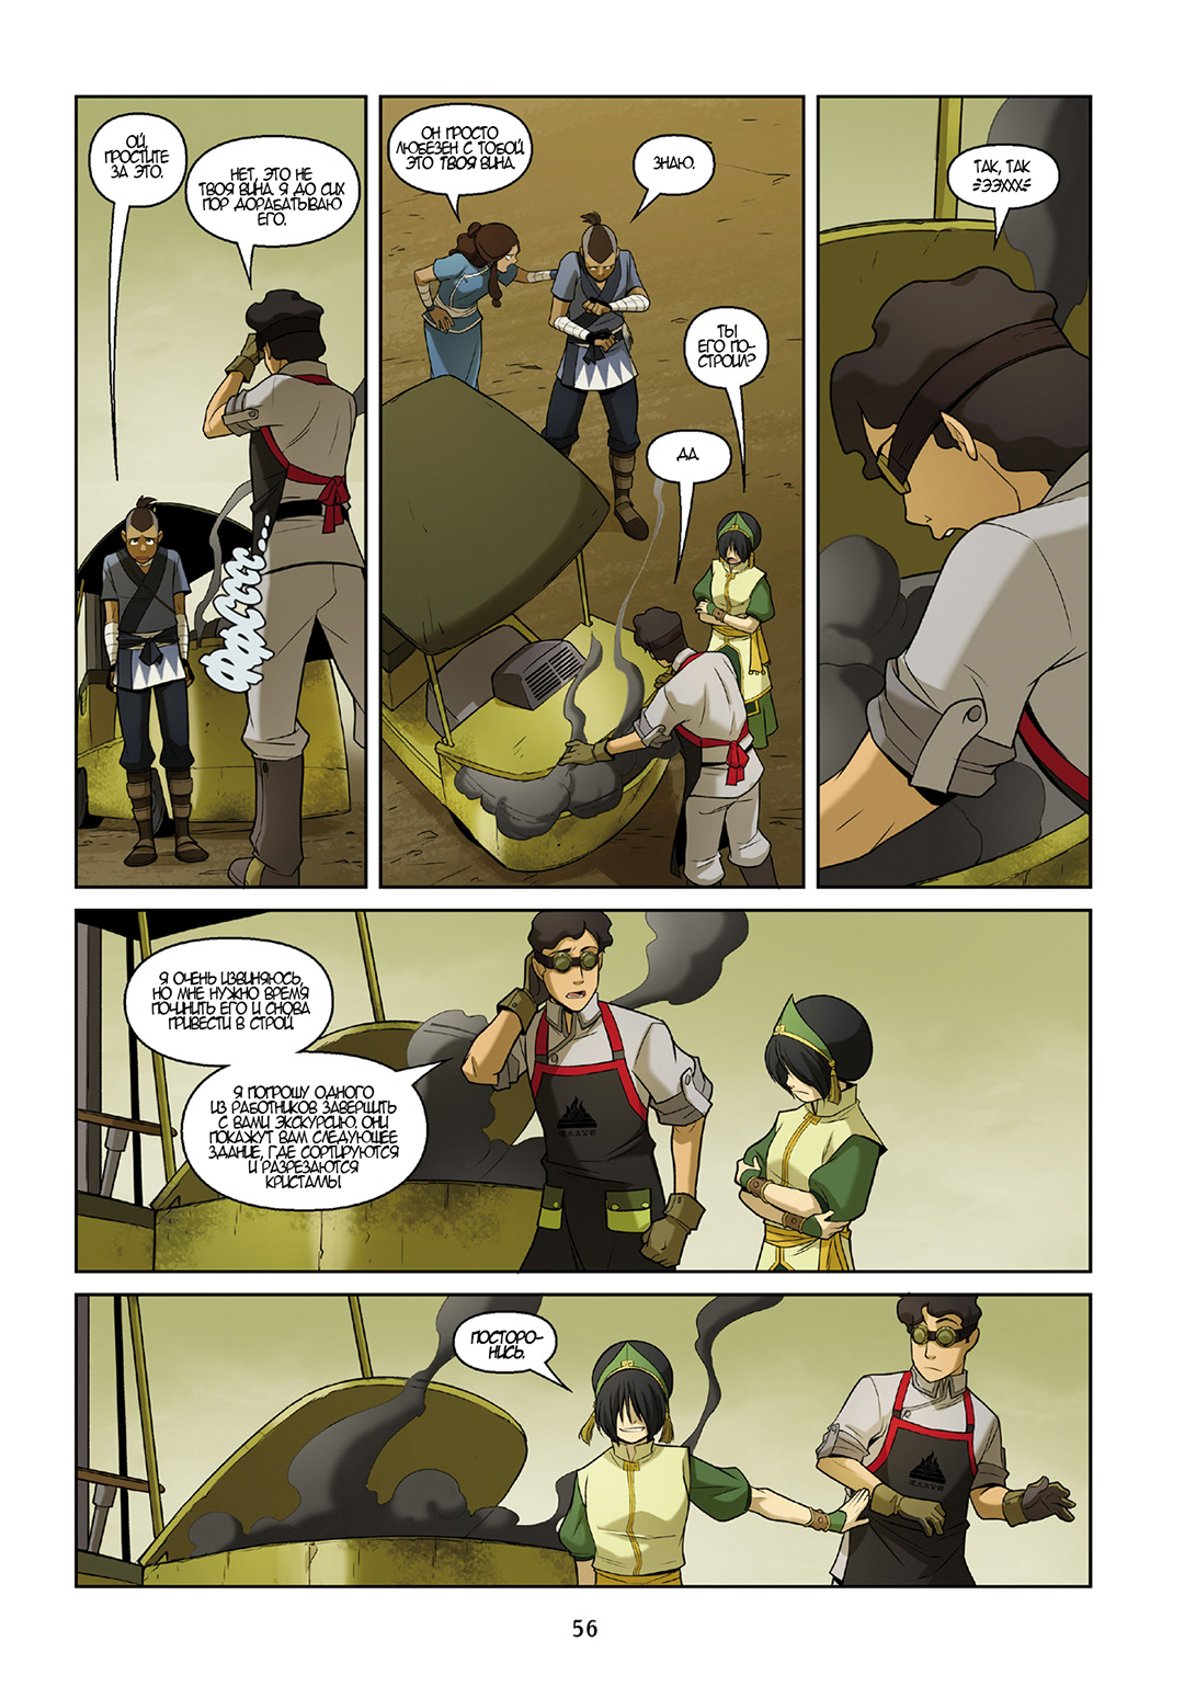 ОЙ,
ПРОСТИТЕ
ЗА ЭТО.
НЕТ, ЭТО НЕ
ТВОЯ ВИНА. Я ДО СИХ
ПОР ДОРАБАТЫВАЮ
ЕГО.
ФФССССС...
ОН ПРОСТО
ЛЮБЕЗЕН С ТОБОЙ.
ЭТО ТВОЯ ВИНА.
ЗНАЮ.
ТЫ
ЕГО ПО-
СТРОИЛ?
ДА.
ТАК, ТАК
ЭЭХХХ
Я ОЧЕНЬ ИЗВИНЯЮСЬ,
НО МНЕ НУЖНО ВРЕМЯ
ПОЧИНИТЬ ЕГО И СНОВА
ПРИВЕСТИ В СТРОЙ.
Я ПОПРОШУ ОДНОГО
ИЗ РАБОТНИКОВ ЗАВЕРШИТЬ
С ВАМИ ЭКСКУРСИЮ. ОНИ
ПОКАЖУТ ВАМ СЛЕДУЮЩЕЕ
ЗДАНИЕ, ГДЕ СОРТИРУЮТСЯ
И РАЗРЕЗАЮТСЯ
КРИСТАЛЛЫ.
ПОСТОРО-
НИСЬ.
56